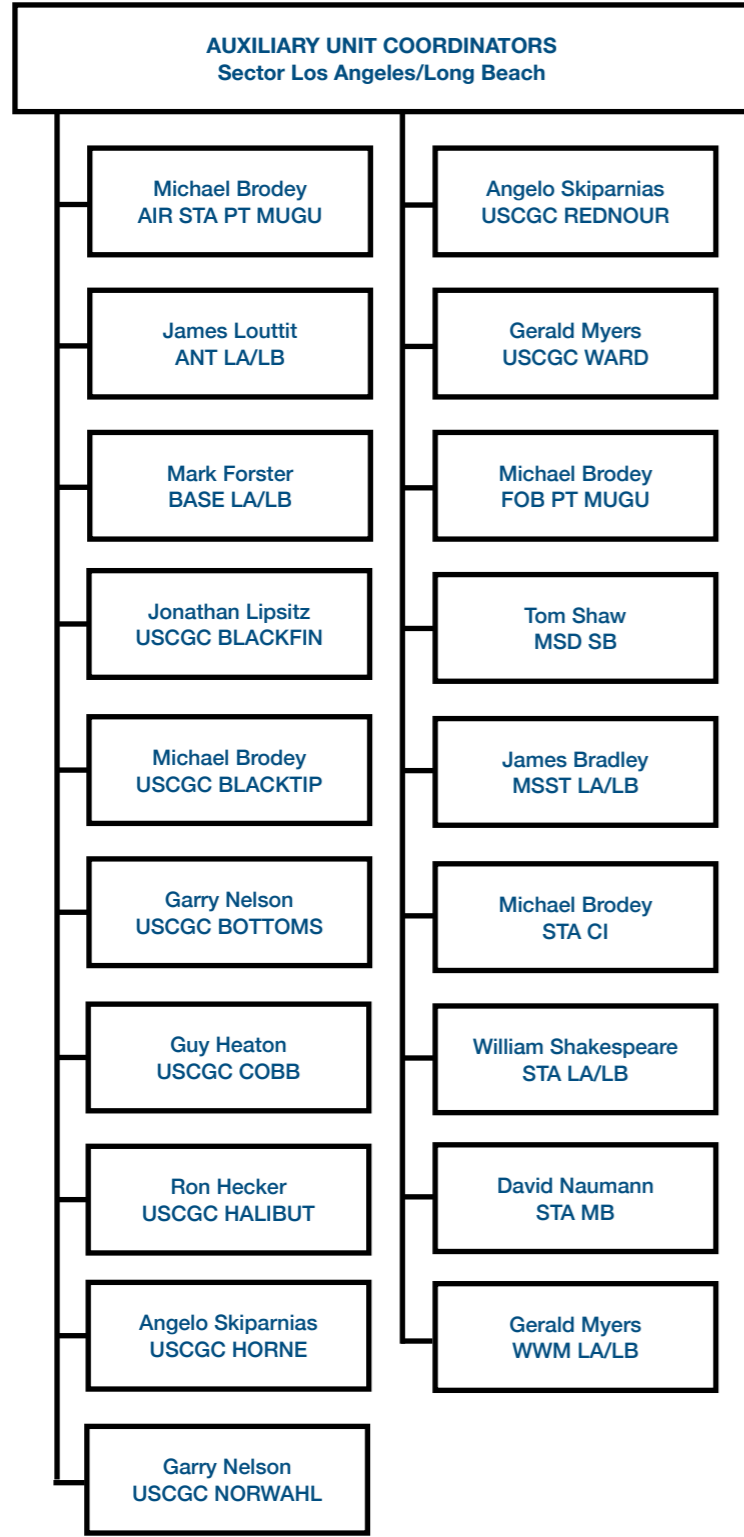 AUXILIARY UNIT COORDINATORS
Sector Los Angeles/Long Beach
Michael Brodey
AIR STA PT MUGU
James Louttit
ANT LA/LB
Mark Forster
BASE LA/LB
Jonathan Lipsitz
USCGC BLACKFIN
Michael Brodey
USCGC BLACKTIP
Garry Nelson
USCGC BOTTOMS
Guy Heaton
USCGC COBB
Ron Hecker
USCGC HALIBUT
Angelo Skiparnias
USCGC HORNE
Garry Nelson
USCGC NORWAHL
Angelo Skiparnias
USCGC REDNOUR
Gerald Myers
USCGC WARD
Michael Brodey
FOB PT MUGU
Tom Shaw
MSD SB
James Bradley
MSST LA/LB
Michael Brodey
STA CI
William Shakespeare
STA LA/LB
David Naumann
STA MB
Gerald Myers
WWM LA/LB